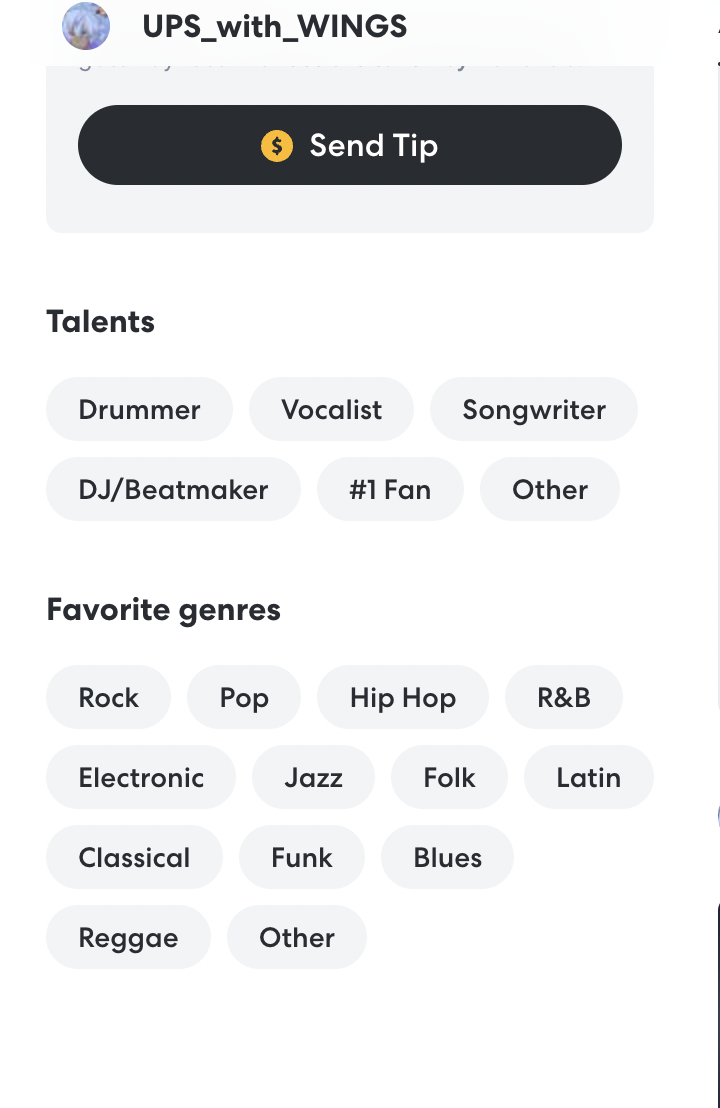 UPS_with_WINGS
Send Tip
Talents
Drummer Vocalist Songwriter
DJ/Beatmaker #1 Fan Other
Favorite genres
Rock Pop Hip Hop R&B
Electronic Jazz Folk Latin
Classical Funk Blues
Reggae Other